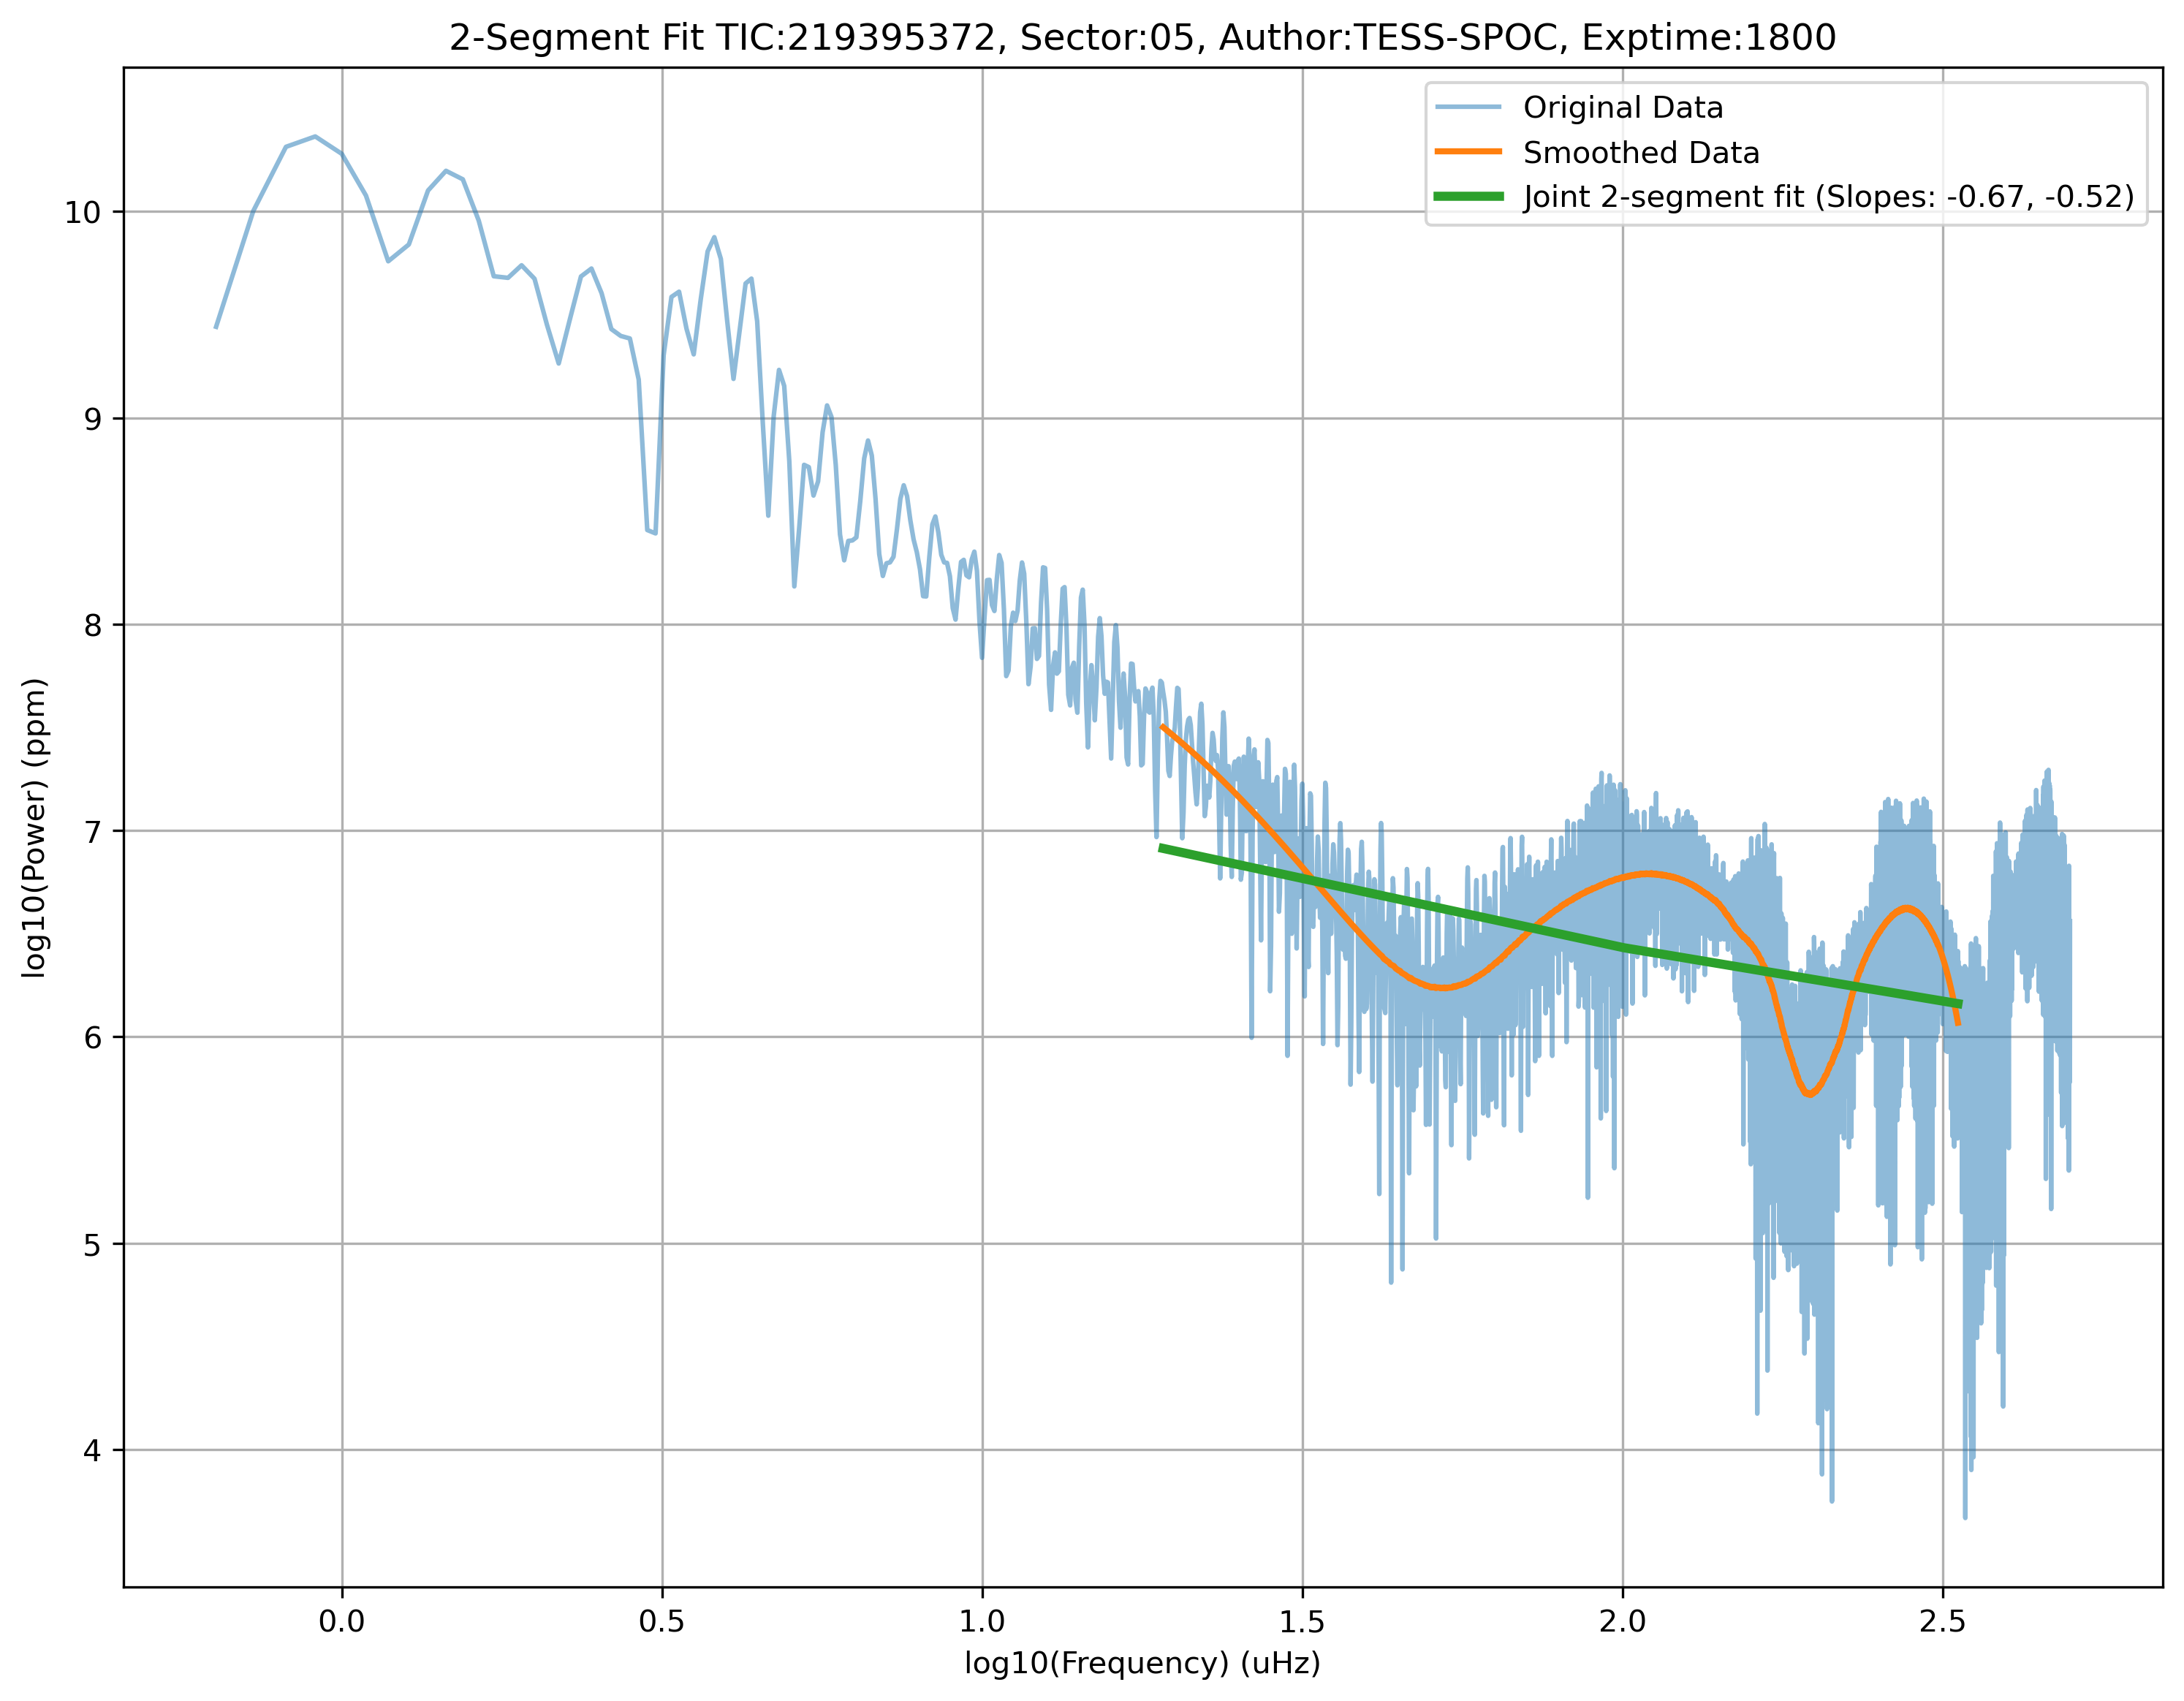 2-Segment Fit TIC:219395372, Sector:05, Author:TESS-SPOC, Exptime:1800
Original Data
Smoothed Data
Joint 2-segment fit (Slopes: -0.67, -0.52)
log10(Power) (ppm)
10
9
8
7
6
5
4
0.0 0.5 1.0 1.5 2.0 2.5
log10(Frequency) (uHz)